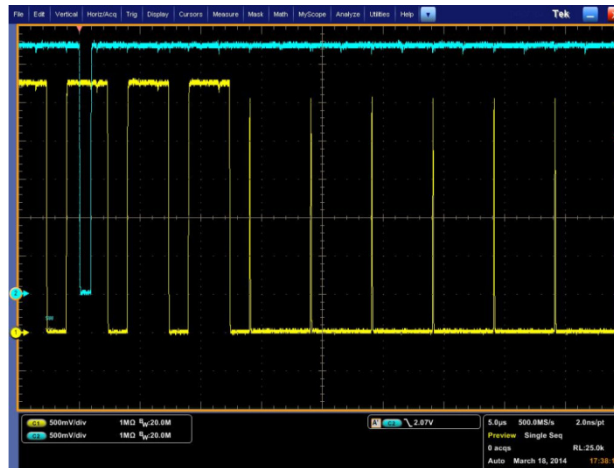 File Edit Vertical Horiz/Acq Trig Display Cursors Measure Mask Math MyScope Analyze Utilities Help Tek
2
1
C1 500mV/div 1MΩ BW:20.0M
C2 500mV/div 1MΩ BW:20.0M
A' C2 2.07V
5.0µs 500.0MS/s 2.0ns/pt
Preview Single Seq
0 acqs RL:25.0k
Auto March 18, 2014